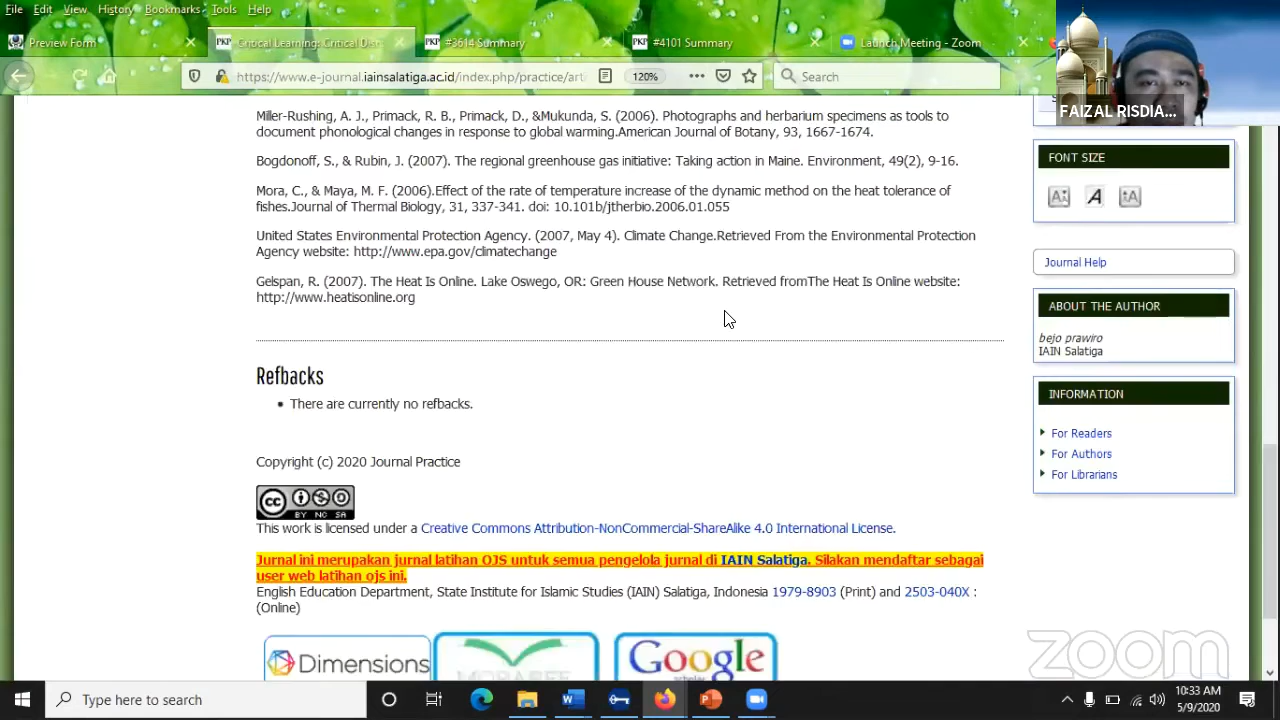 File Edit View History Bookmarks Tools Help
Preview Form
Critical Learning: Critical Dis
#3614 Summary
#4101 Summary
Launch Meeting - Zoom
https://www.e-journal.iainsalatiga.ac.id/index.php/practice/arti
120%
Search
FAIZAL RISDIA...
Miller-Rushing, A. J., Primack, R. B., Primack, D., &Mukunda, S. (2006). Photographs and herbarium specimens as tools to
document phonological changes in response to global warming.American Journal of Botany, 93, 1667-1674.
Bogdonoff, S., & Rubin, J. (2007). The regional greenhouse gas initiative: Taking action in Maine. Environment, 49(2), 9-16.
Mora, C., & Maya, M. F. (2006).Effect of the rate of temperature increase of the dynamic method on the heat tolerance of
fishes.Journal of Thermal Biology, 31, 337-341. doi: 10.101b/jtherbio.2006.01.055
United States Environmental Protection Agency. (2007, May 4). Climate Change.Retrieved From the Environmental Protection
Agency website: http://www.epa.gov/climatechange
Gelspan, R. (2007). The Heat Is Online. Lake Oswego, OR: Green House Network. Retrieved fromThe Heat Is Online website:
http://www.heatisonline.org
Refbacks
There are currently no refbacks.
Copyright (c) 2020 Journal Practice
cc BY NC SA
This work is licensed under a Creative Commons Attribution-NonCommercial-ShareAlike 4.0 International License.
Jurnal ini merupakan jurnal latihan OJS untuk semua pengelola jurnal di IAIN Salatiga. Silakan mendaftar sebagai
user web latihan ojs ini.
English Education Department, State Institute for Islamic Studies (IAIN) Salatiga, Indonesia 1979-8903 (Print) and 2503-040X :
(Online)
Dimensions
Google
FONT SIZE
Journal Help
ABOUT THE AUTHOR
bejo prawiro
IAIN Salatiga
INFORMATION
For Readers
For Authors
For Librarians
zoom
Type here to search
10:33 AM
5/9/2020